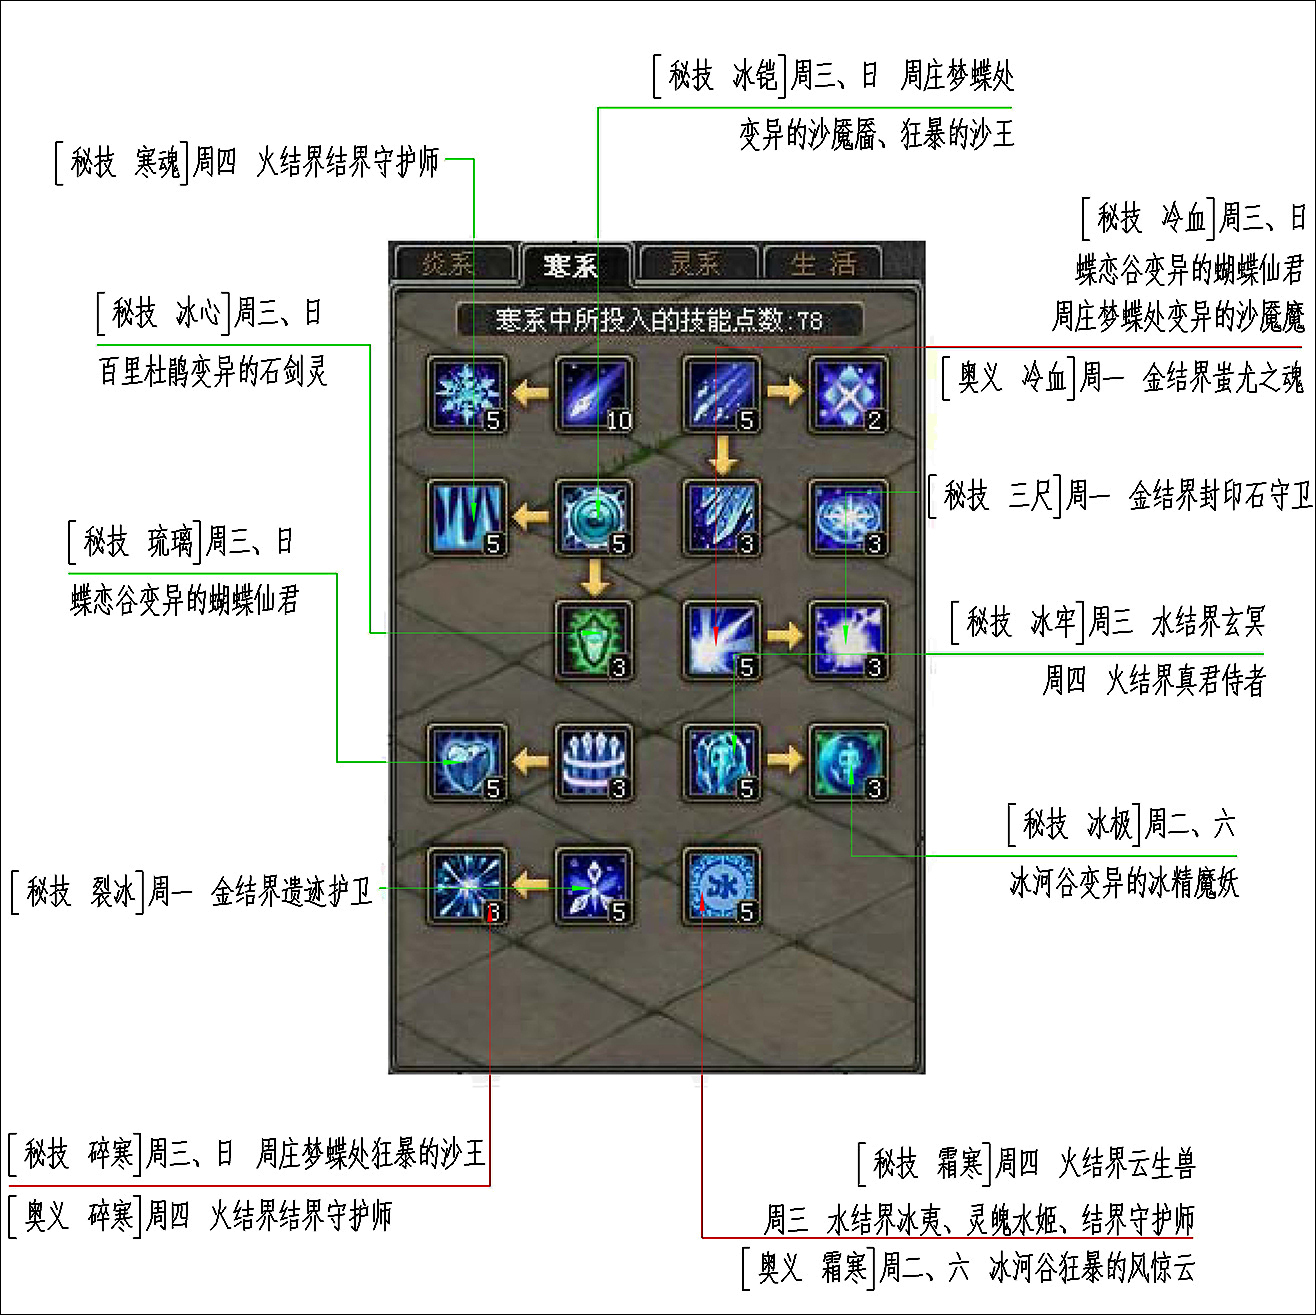 [秘技 冰铠]周三、日 周庄梦蝶处
变异的沙魇魇、狂暴的沙王
[秘技 寒魂]周四 火结界结界守护师
[秘技 冷血]周三、日
蝶恋谷变异的蝴蝶仙君
周庄梦蝶处变异的沙魇魔
[奥义 冷血]周一 金结界蚩尤之魂
炎系 寒系 灵系 生活
寒系中所投入的技能点数:78
[秘技 冰心]周三、日
百里杜鹃变异的石剑灵
5 10 5 2
[秘技 三尺]周一 金结界封印石守卫
5 5 3 3
[秘技 琉璃]周三、日
蝶恋谷变异的蝴蝶仙君
[秘技 冰牢]周三 水结界玄冥
周四 火结界真君侍者
3 5 3
5 3 5 3
[秘技 冰极]周二、六
冰河谷变异的冰精魔妖
[秘技 裂冰]周一 金结界遗迹护卫
冰
3 5 5
[秘技 碎寒]周三、日 周庄梦蝶处狂暴的沙王
[奥义 碎寒]周四 火结界结界守护师
[秘技 霜寒]周四 火结界云生兽
周三 水结界冰夷、灵魄水姬、结界守护师
[奥义 霜寒]周二、六 冰河谷狂暴的风惊云